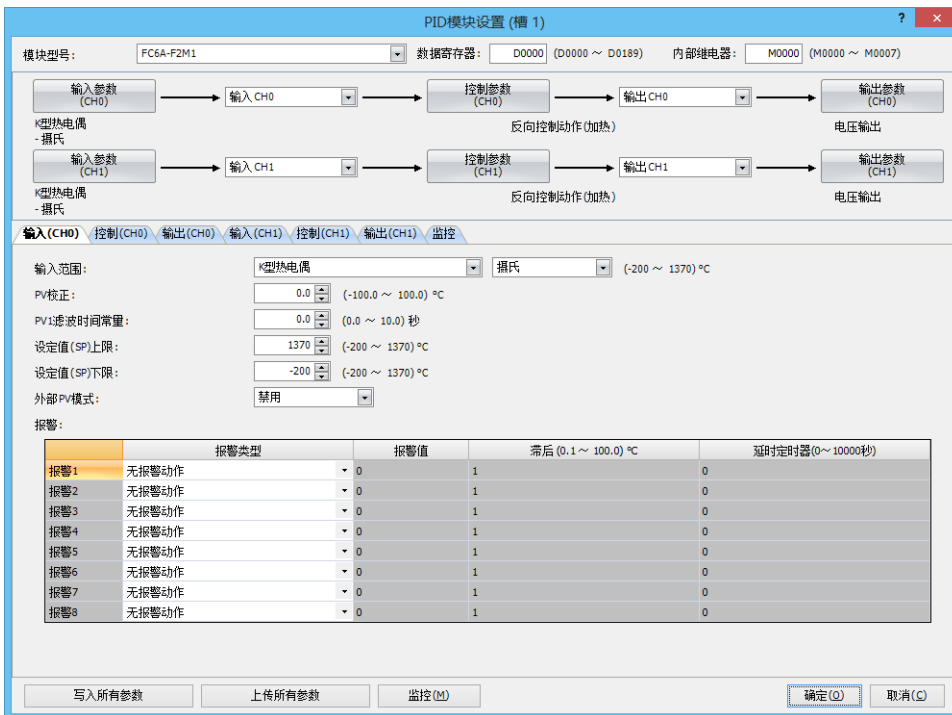 PID模块设置 (槽 1)
? ×
模块型号: FC6A-F2M1 数据寄存器: D0000 (D0000 ～ D0189) 内部继电器: M0000 (M0000 ～ M0007)
输入参数 (CH0) 输入 CH0 控制参数 (CH0) 输出 CH0 输出参数 (CH0)
K型热电偶 反向控制动作(加热) 电压输出
- 摄氏
输入参数 (CH1) 输入 CH1 控制参数 (CH1) 输出 CH1 输出参数 (CH1)
K型热电偶 反向控制动作(加热) 电压输出
- 摄氏
输入(CH0) 控制(CH0) 输出(CH0) 输入(CH1) 控制(CH1) 输出(CH1) 监控
输入范围: K型热电偶 摄氏 (-200 ～ 1370) ºC
PV校正: 0.0 (-100.0 ～ 100.0) ºC
PV1滤波时间常量: 0.0 (0.0 ～ 10.0) 秒
设定值(SP)上限: 1370 (-200 ～ 1370) ºC
设定值(SP)下限: -200 (-200 ～ 1370) ºC
外部PV模式: 禁用
报警:
报警类型 报警值 滞后 (0.1 ～ 100.0) ºC 延时定时器(0～10000秒)
报警1 无报警动作 0 1 0
报警2 无报警动作 0 1 0
报警3 无报警动作 0 1 0
报警4 无报警动作 0 1 0
报警5 无报警动作 0 1 0
报警6 无报警动作 0 1 0
报警7 无报警动作 0 1 0
报警8 无报警动作 0 1 0
写入所有参数 上传所有参数 监控(M) 确定(O) 取消(C)